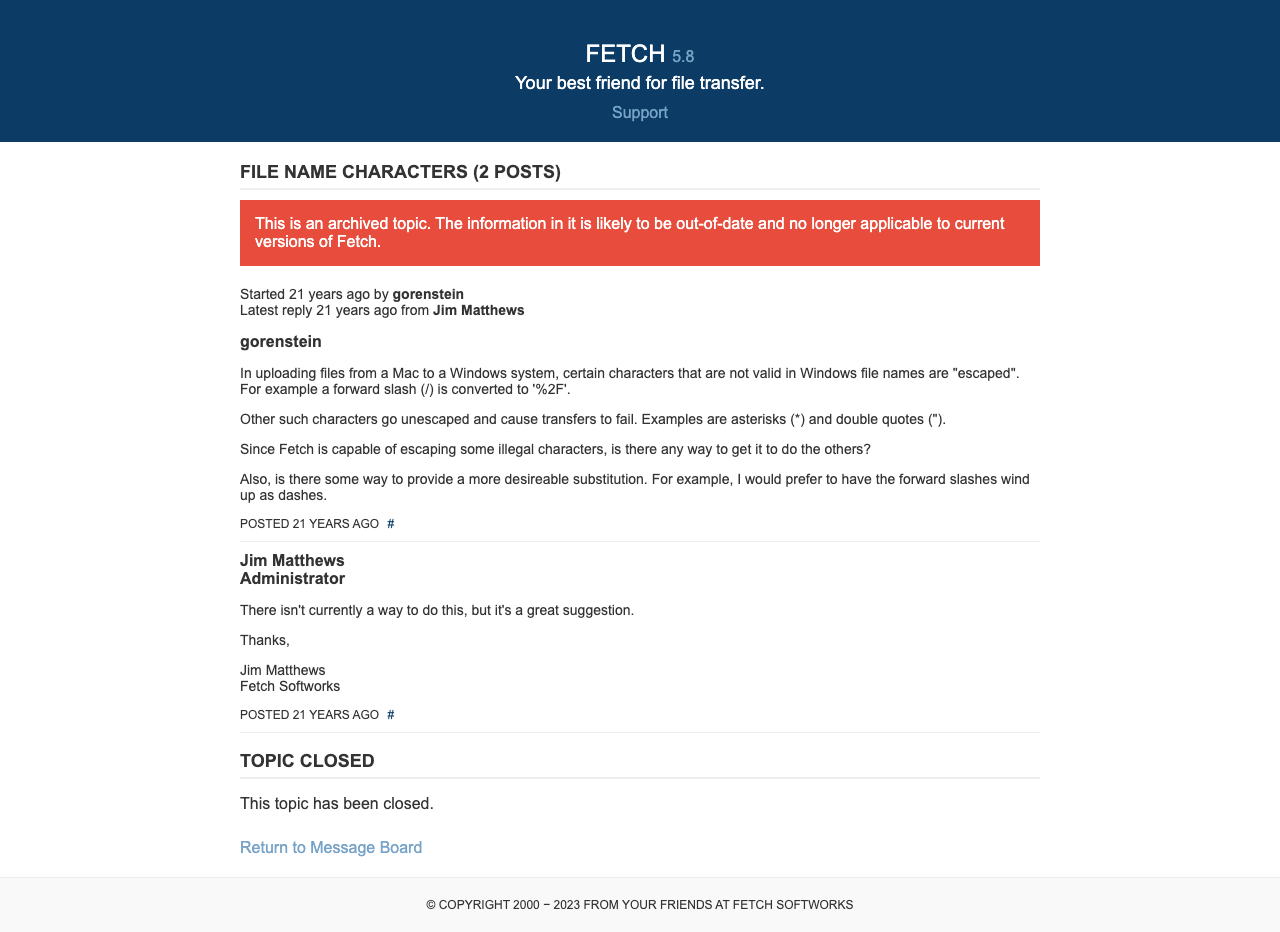 FETCH 5.8
Your best friend for file transfer.
Support
FILE NAME CHARACTERS (2 POSTS)
This is an archived topic. The information in it is likely to be out-of-date and no longer applicable to current
versions of Fetch.
Started 21 years ago by gorenstein
Latest reply 21 years ago from Jim Matthews
gorenstein
In uploading files from a Mac to a Windows system, certain characters that are not valid in Windows file names are "escaped".
For example a forward slash (/) is converted to '%2F'.
Other such characters go unescaped and cause transfers to fail. Examples are asterisks (*) and double quotes (").
Since Fetch is capable of escaping some illegal characters, is there any way to get it to do the others?
Also, is there some way to provide a more desireable substitution. For example, I would prefer to have the forward slashes wind
up as dashes.
POSTED 21 YEARS AGO #
Jim Matthews
Administrator
There isn't currently a way to do this, but it's a great suggestion.
Thanks,
Jim Matthews
Fetch Softworks
POSTED 21 YEARS AGO #
TOPIC CLOSED
This topic has been closed.
Return to Message Board
© COPYRIGHT 2000 – 2023 FROM YOUR FRIENDS AT FETCH SOFTWORKS